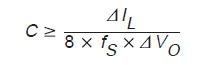 C ≥ ΔI_L / (8 × f_S × ΔV_O)